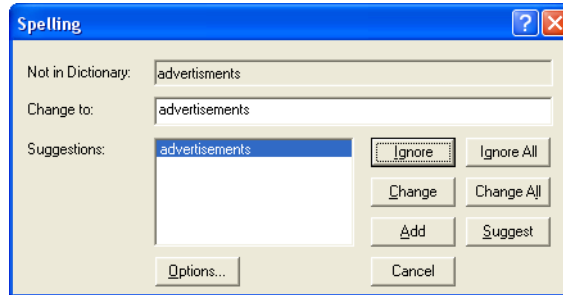 Spelling
Not in Dictionary: advertisments
Change to: advertisements
Suggestions: advertisements Ignore Ignore All
Change Change All
Add Suggest
Options... Cancel